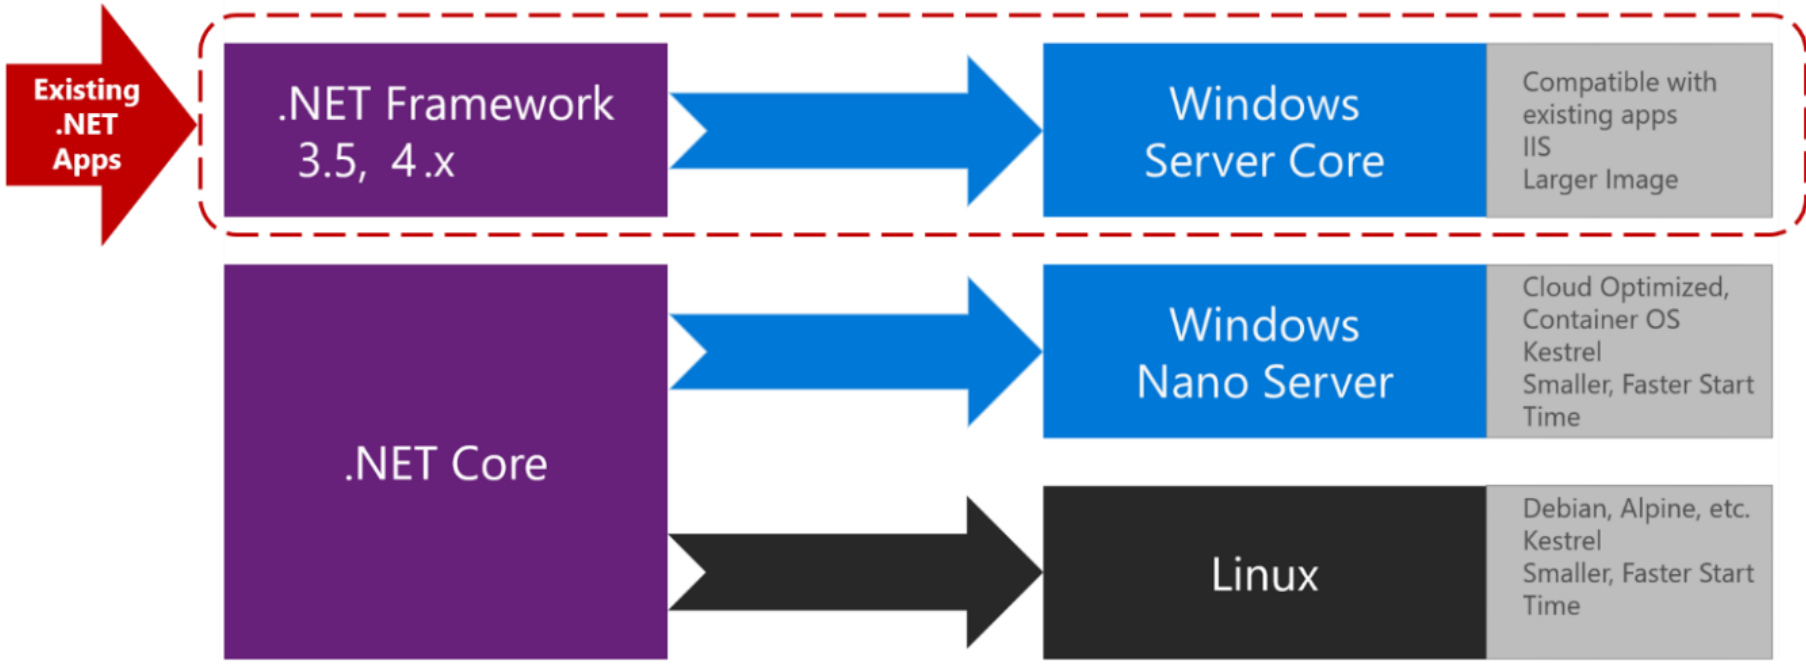 Existing
.NET
Apps
.NET Framework
3.5, 4.x
Windows
Server Core
Compatible with
existing apps
IIS
Larger Image
.NET Core
Windows
Nano Server
Cloud Optimized,
Container OS
Kestrel
Smaller, Faster Start
Time
Linux
Debian, Alpine, etc.
Kestrel
Smaller, Faster Start
Time